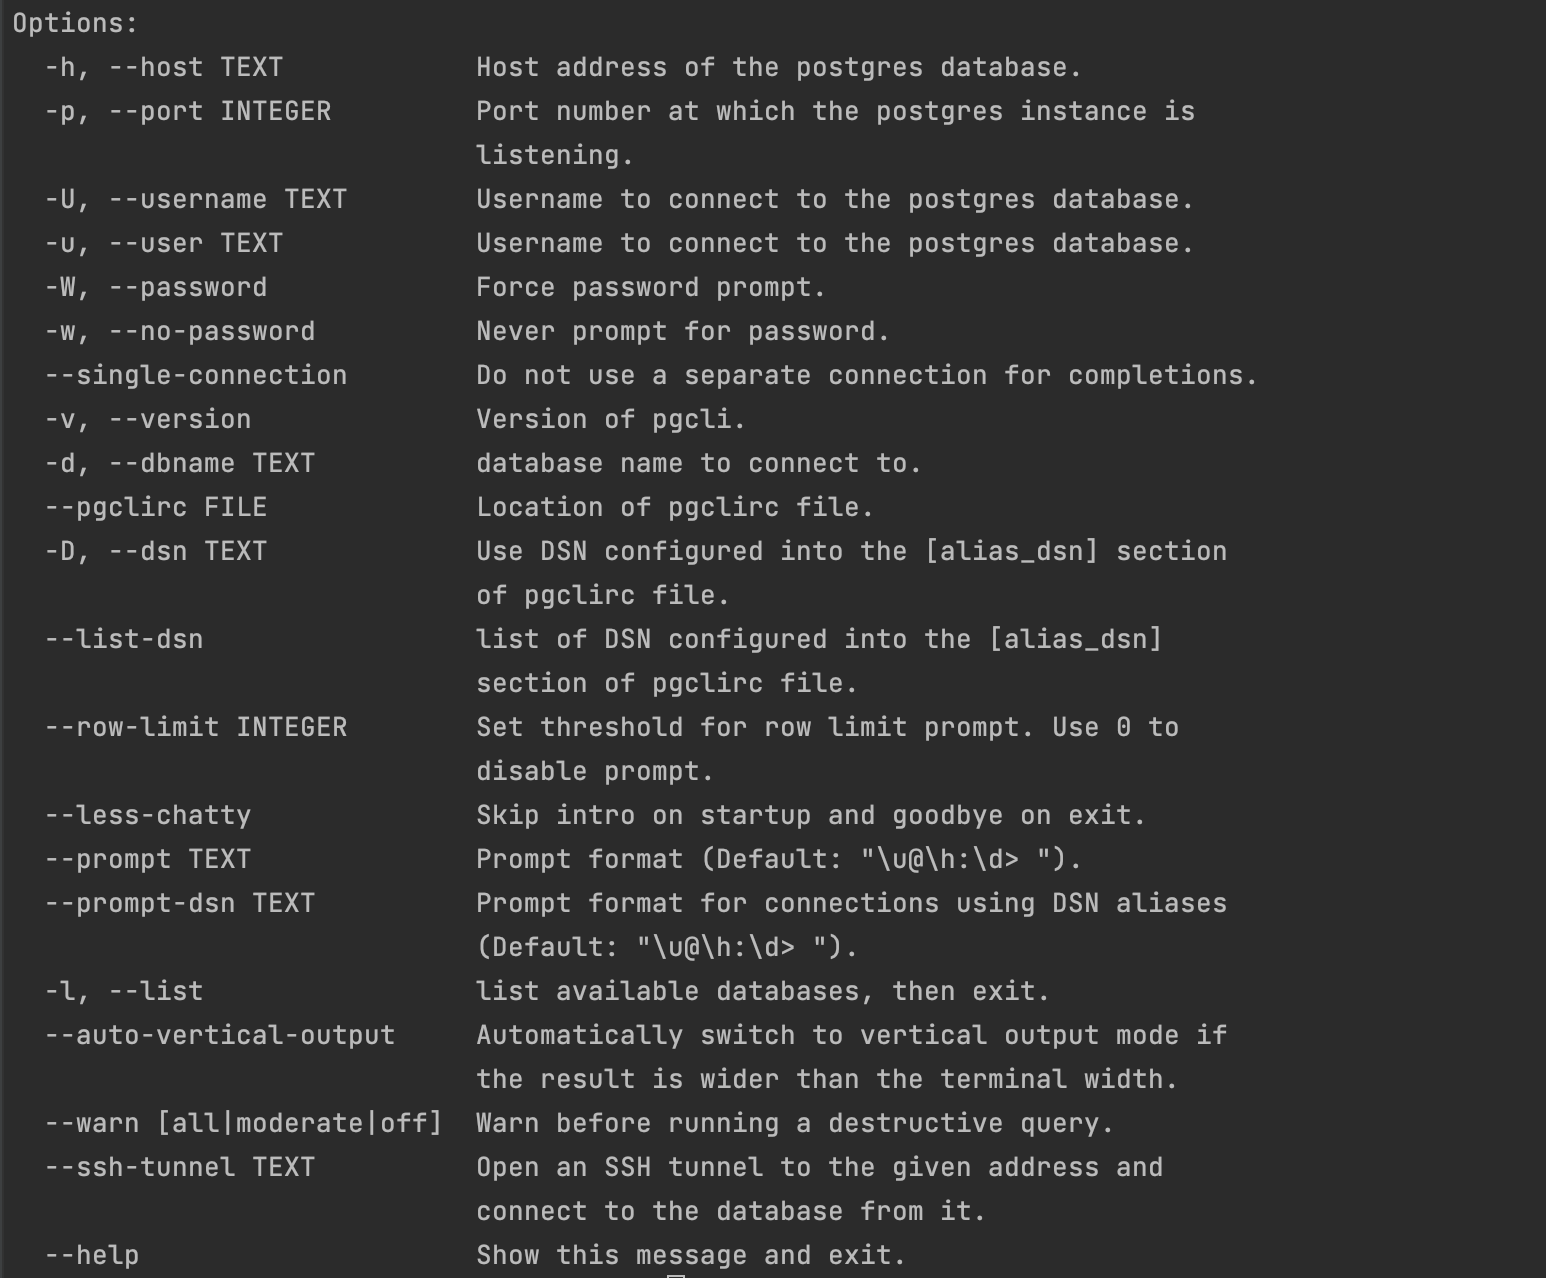 Options:
  -h, --host TEXT            Host address of the postgres database.
  -p, --port INTEGER         Port number at which the postgres instance is
                             listening.
  -U, --username TEXT        Username to connect to the postgres database.
  -u, --user TEXT            Username to connect to the postgres database.
  -W, --password             Force password prompt.
  -w, --no-password          Never prompt for password.
  --single-connection        Do not use a separate connection for completions.
  -v, --version              Version of pgcli.
  -d, --dbname TEXT          database name to connect to.
  --pgclirc FILE             Location of pgclirc file.
  -D, --dsn TEXT             Use DSN configured into the [alias_dsn] section
                             of pgclirc file.
  --list-dsn                 list of DSN configured into the [alias_dsn]
                             section of pgclirc file.
  --row-limit INTEGER        Set threshold for row limit prompt. Use 0 to
                             disable prompt.
  --less-chatty              Skip intro on startup and goodbye on exit.
  --prompt TEXT              Prompt format (Default: "\u@\h:\d> ").
  --prompt-dsn TEXT          Prompt format for connections using DSN aliases
                             (Default: "\u@\h:\d> ").
  -l, --list                 list available databases, then exit.
  --auto-vertical-output     Automatically switch to vertical output mode if
                             the result is wider than the terminal width.
  --warn [all|moderate|off]  Warn before running a destructive query.
  --ssh-tunnel TEXT          Open an SSH tunnel to the given address and
                             connect to the database from it.
  --help                     Show this message and exit.